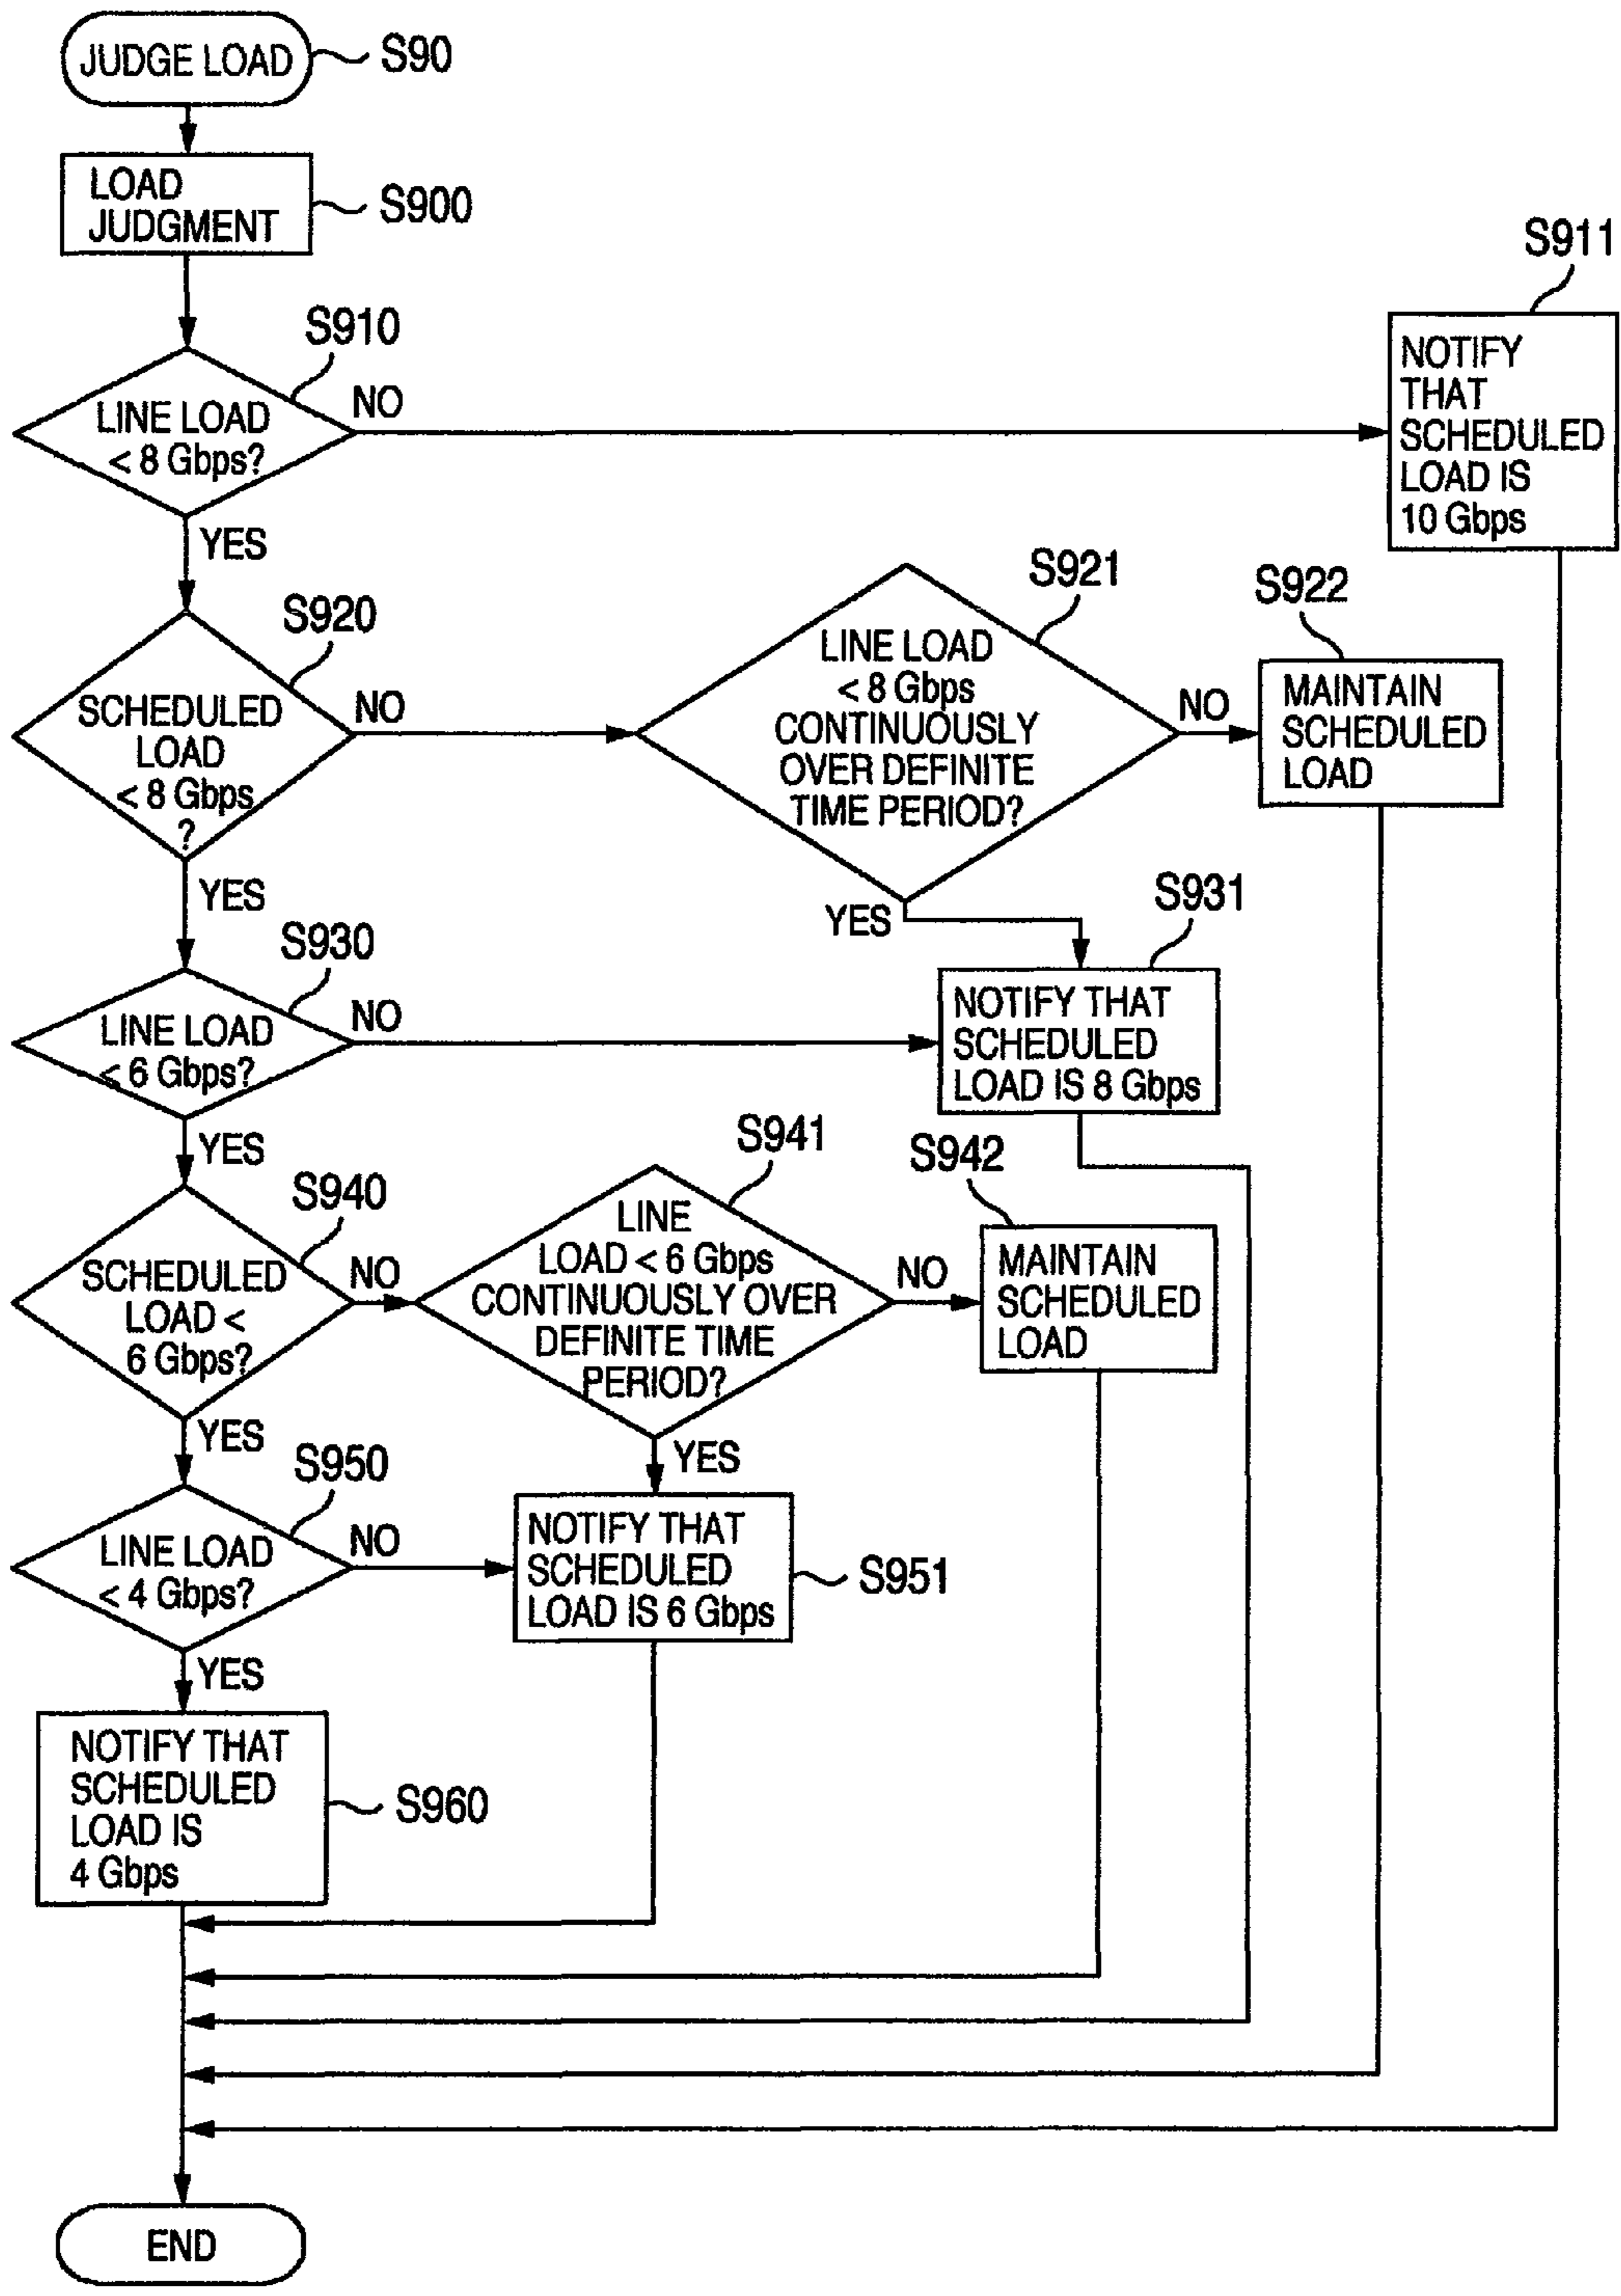 JUDGE LOAD
S90
LOAD
JUDGMENT
S900
S910
LINE LOAD
< 8 Gbps?
NO
YES
S911
NOTIFY
THAT
SCHEDULED
LOAD IS
10 Gbps
S920
SCHEDULED
LOAD
< 8 Gbps
?
NO
YES
S921
LINE LOAD
< 8 Gbps
CONTINUOUSLY
OVER DEFINITE
TIME PERIOD?
NO
YES
S922
MAINTAIN
SCHEDULED
LOAD
S930
LINE LOAD
< 6 Gbps?
NO
YES
S931
NOTIFY THAT
SCHEDULED
LOAD IS 8 Gbps
S940
SCHEDULED
LOAD <
6 Gbps?
NO
YES
S941
LINE
LOAD < 6 Gbps
CONTINUOUSLY OVER
DEFINITE TIME
PERIOD?
NO
YES
S942
MAINTAIN
SCHEDULED
LOAD
S950
LINE LOAD
< 4 Gbps?
NO
YES
NOTIFY THAT
SCHEDULED
LOAD IS 6 Gbps
S951
NOTIFY THAT
SCHEDULED
LOAD IS
4 Gbps
S960
END